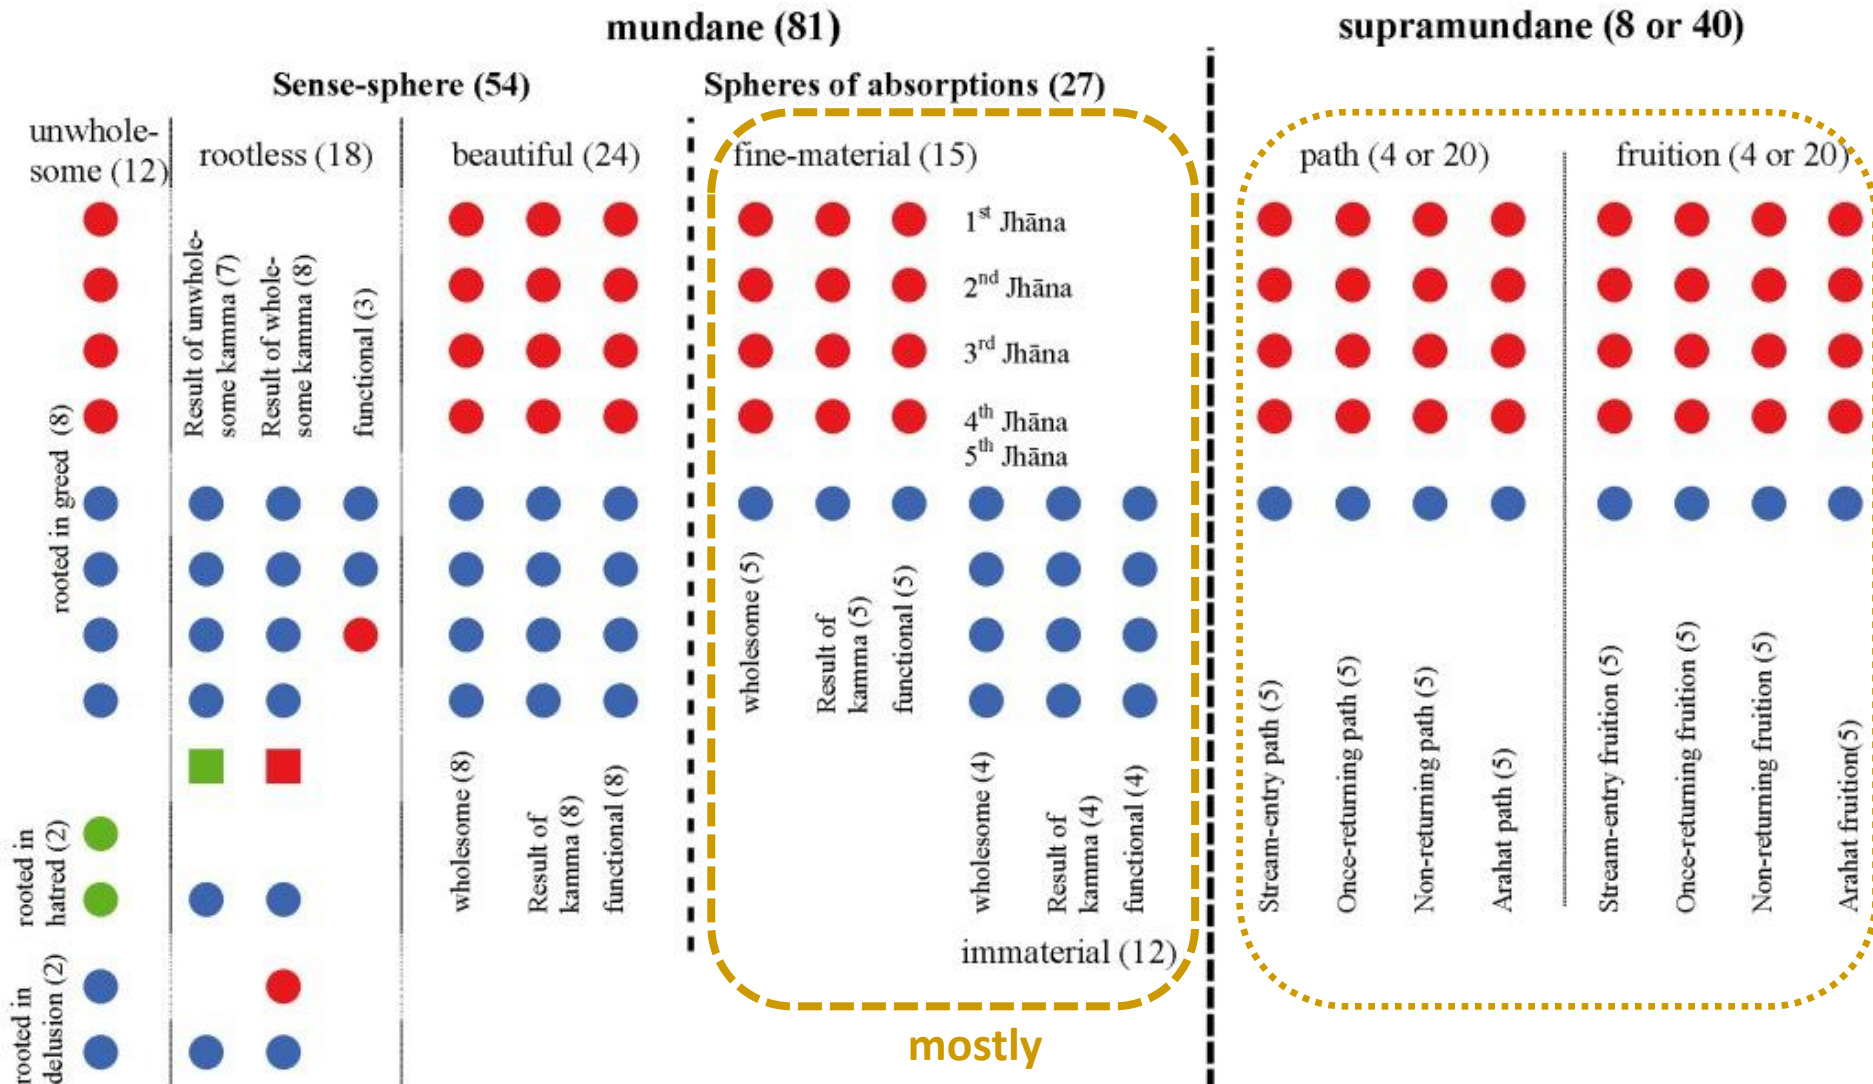 mundane (81)
supramundane (8 or 40)
Sense-sphere (54)
Spheres of absorptions (27)
unwhole-
some (12)
rootless (18)
beautiful (24)
fine-material (15)
path (4 or 20)
fruition (4 or 20)
Result of unwhole-
some kamma (7)
Result of whole-
some kamma (8)
functional (3)
1st Jhāna
2nd Jhāna
3rd Jhāna
4th Jhāna
5th Jhāna
rooted in greed (8)
wholesome (5)
Result of
kamma (5)
functional (5)
rooted in
hatred (2)
wholesome (8)
Result of
kamma (8)
functional (8)
wholesome (4)
Result of
kamma (4)
functional (4)
Stream-entry path (5)
Once-returning path (5)
Non-returning path (5)
Arahat path (5)
Stream-entry fruition (5)
Once-returning fruition (5)
Non-returning fruition (5)
Arahat fruition(5)
immaterial (12)
rooted in
delusion (2)
mostly